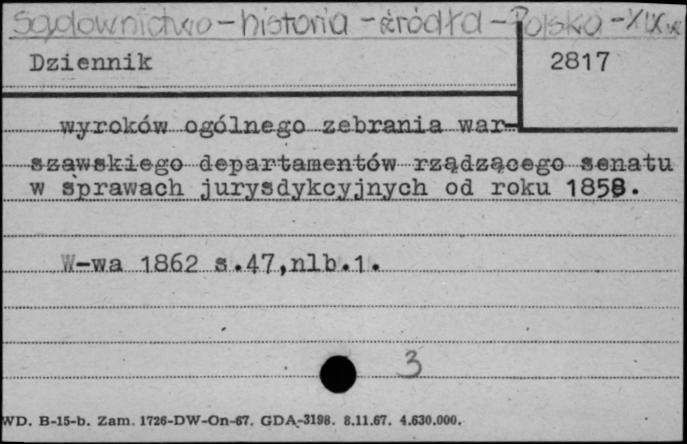 Sądownictwo - historia - źródła - Polska - XIX w.
Dziennik 2817
wyroków ogólnego zebrania war-
szawskiego departamentów rządzącego senatu
w sprawach jurysdykcyjnych od roku 1858.
W-wa 1862 s.47,nlb.1.
3
WD. B-15-b. Zam. 1726-DW-On-67. GDA-3198. 8.11.67. 4.630.000.